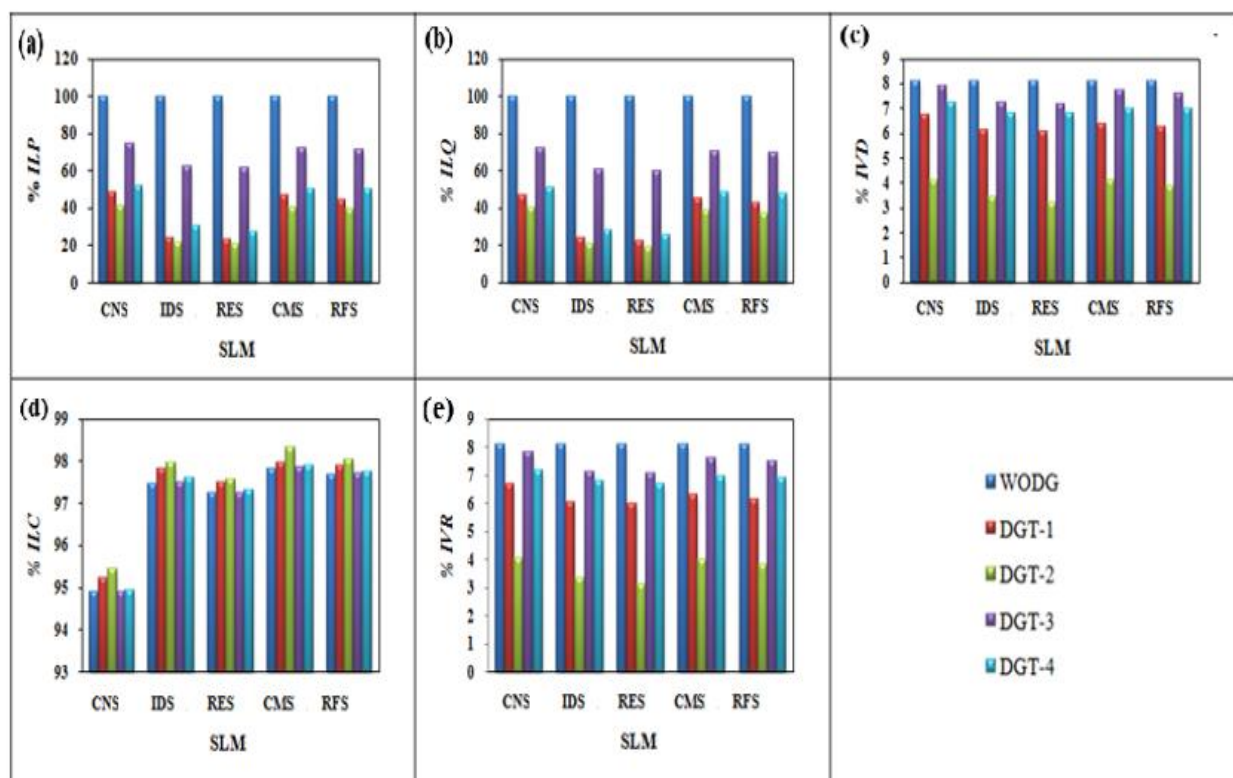 (a)
120
100
80
60
40
20
0
% ILP
CNS IDS RES CMS RFS
SLM
(b)
120
100
80
60
40
20
0
% ILQ
CNS IDS RES CMS RFS
SLM
(c)
9
8
7
6
5
4
3
2
1
0
% IVD
CNS IDS RES CMS RFS
SLM
(d)
99
98
97
96
95
94
93
% ILC
CNS IDS RES CMS RFS
SLM
(e)
9
8
7
6
5
4
3
2
1
0
% IVR
CNS IDS RES CMS RFS
SLM
WODG
DGT-1
DGT-2
DGT-3
DGT-4